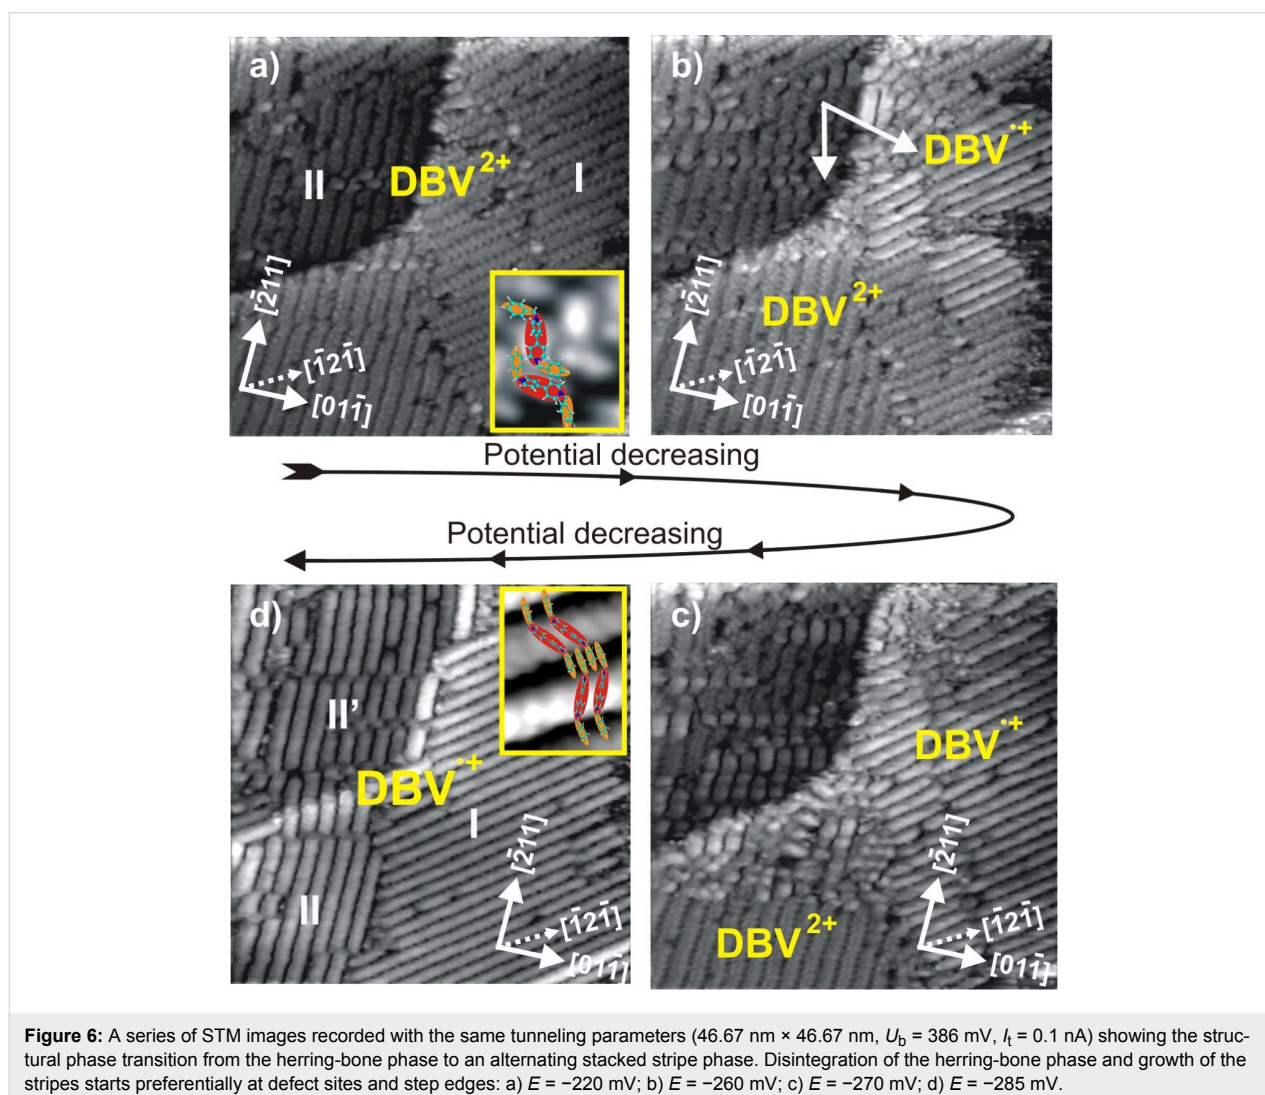 a)
II
DBV2+
I
[2̄11]
[1̄21̄]
[011̄]
b)
DBV•+
DBV2+
[2̄11]
[1̄21̄]
[011̄]
Potential decreasing
Potential decreasing
d)
II’
DBV•+
I
II
[2̄11]
[1̄21̄]
[011̄]
c)
DBV•+
DBV2+
[2̄11]
[1̄21̄]
[011̄]
Figure 6: A series of STM images recorded with the same tunneling parameters (46.67 nm × 46.67 nm, Ub = 386 mV, It = 0.1 nA) showing the struc-
tural phase transition from the herring-bone phase to an alternating stacked stripe phase. Disintegration of the herring-bone phase and growth of the
stripes starts preferentially at defect sites and step edges: a) E = −220 mV; b) E = −260 mV; c) E = −270 mV; d) E = −285 mV.